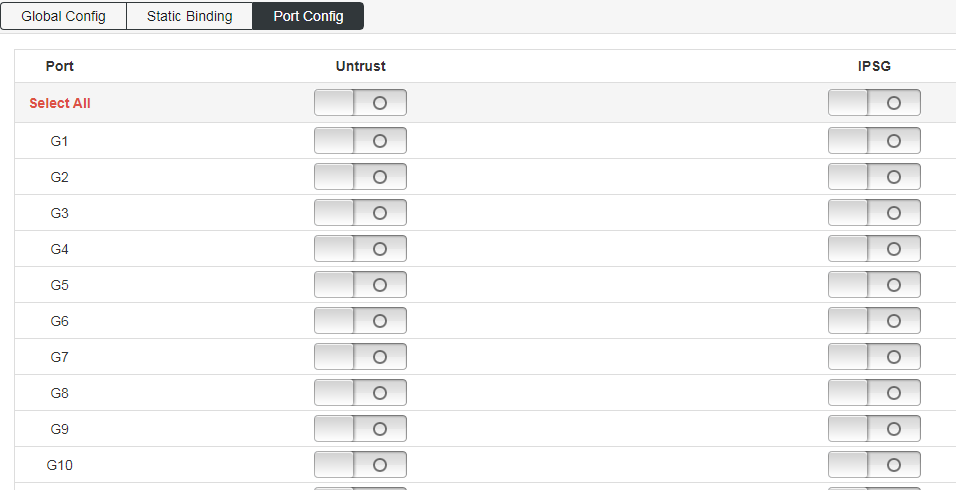 Global Config Static Binding Port Config
Port Untrust IPSG
Select All
G1
G2
G3
G4
G5
G6
G7
G8
G9
G10